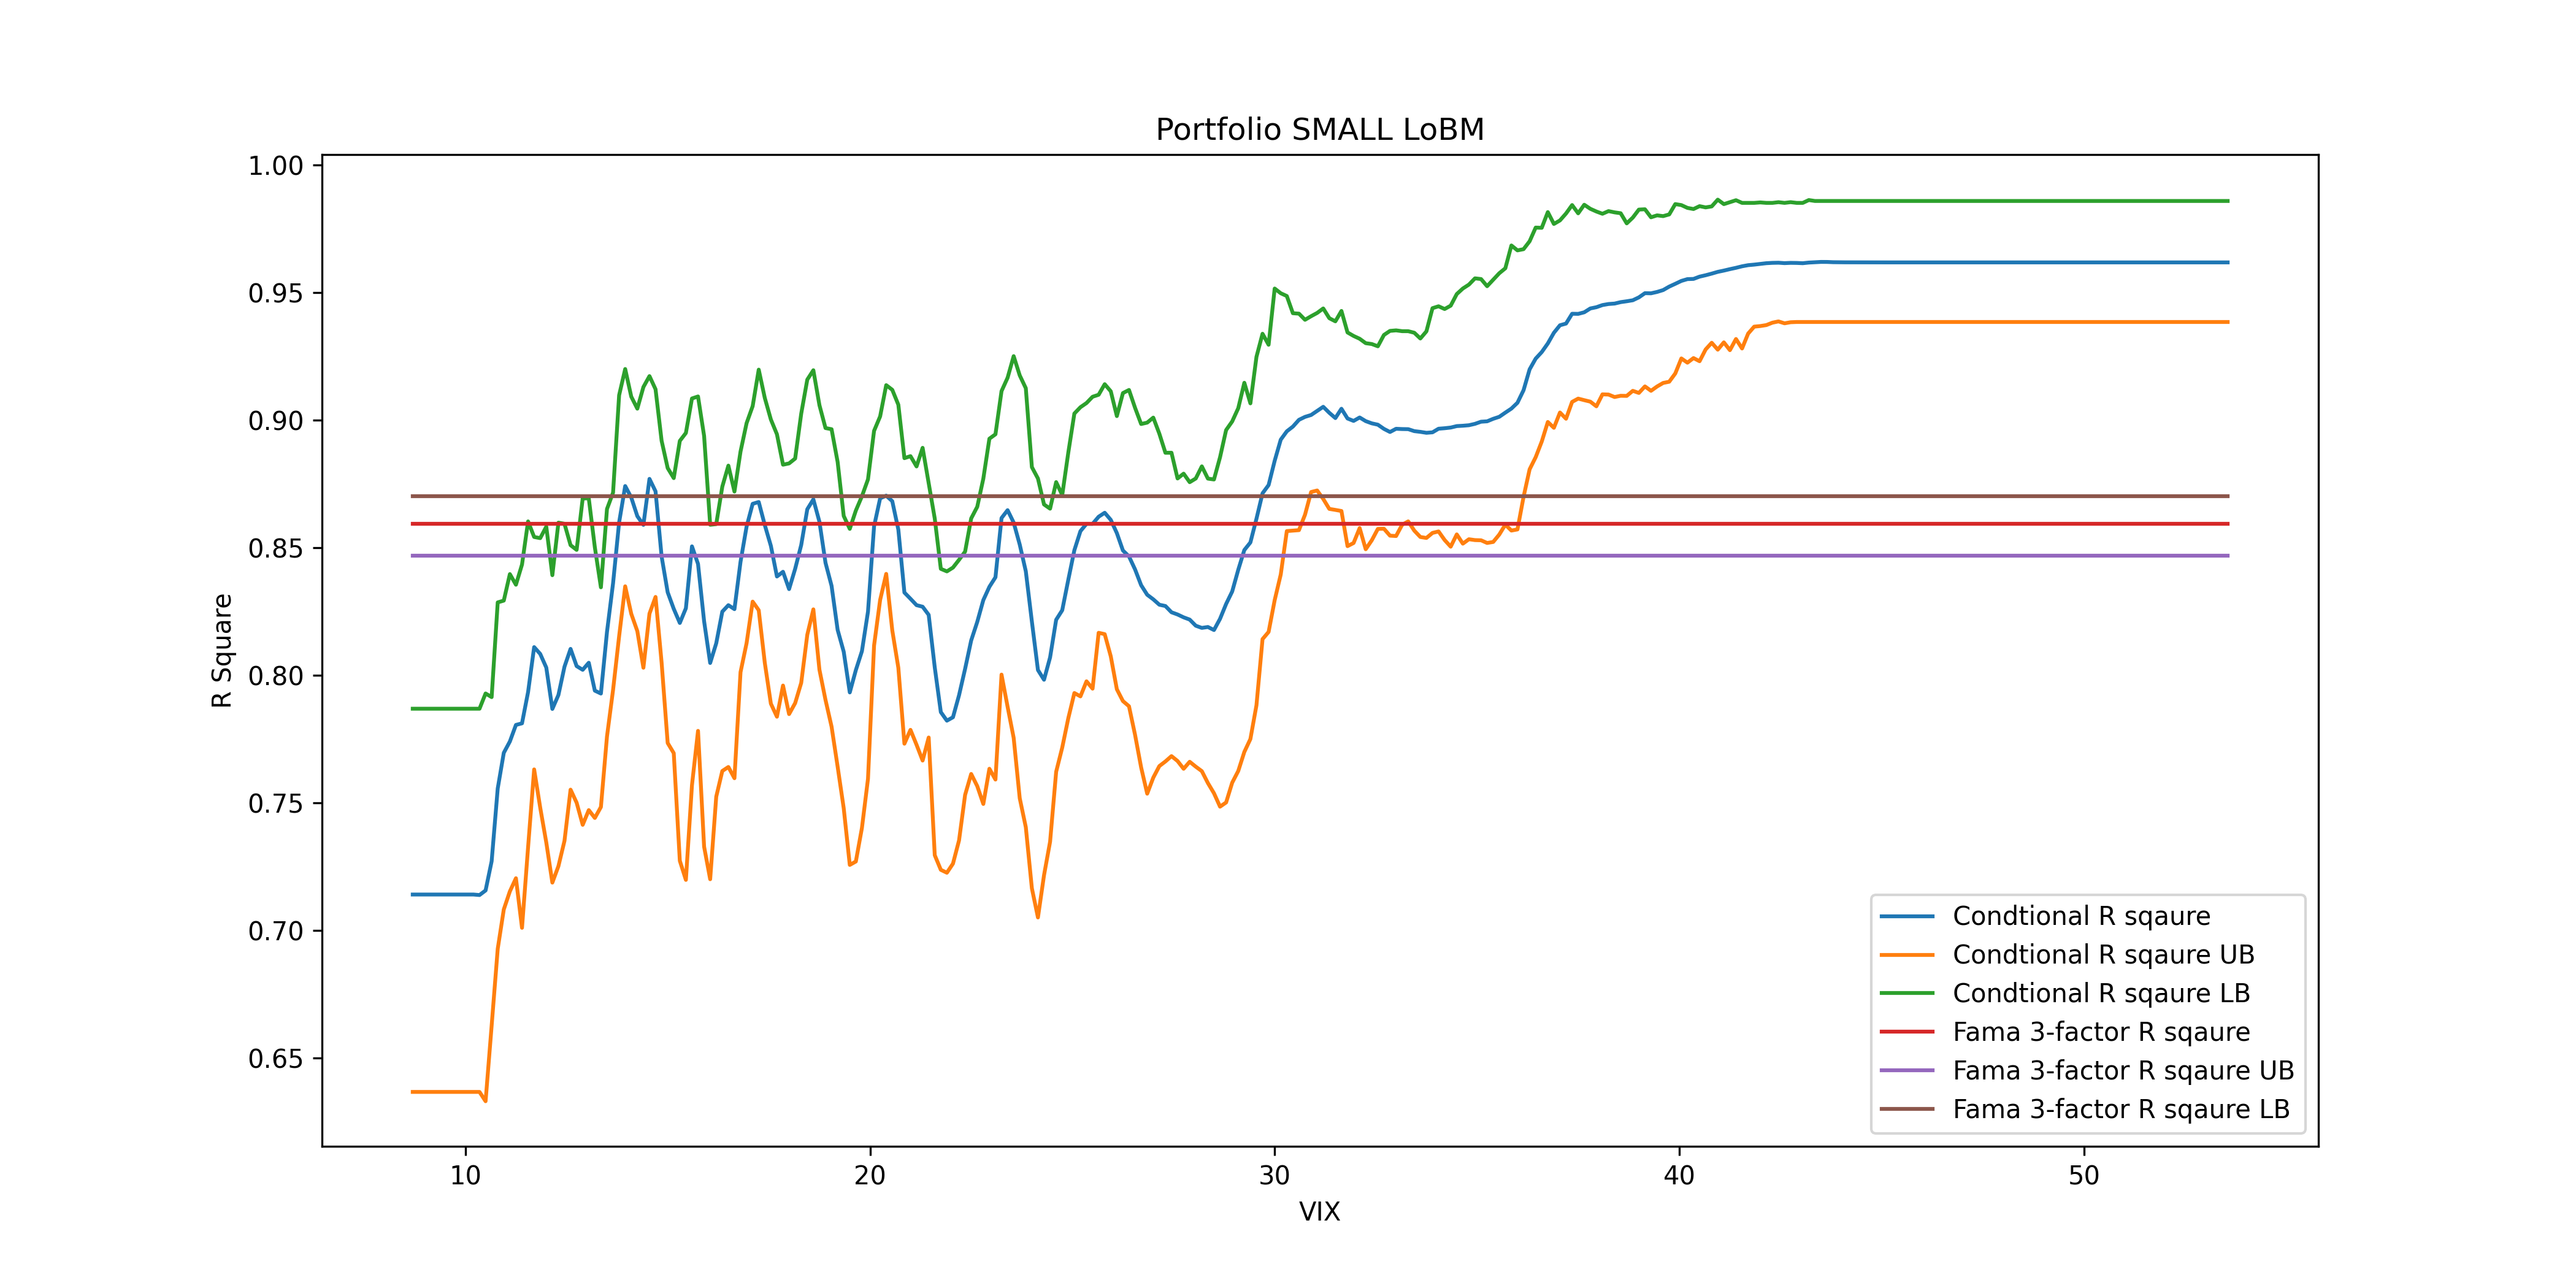 Portfolio SMALL LoBM
1.00
0.95
0.90
0.85
0.80
0.75
0.70
0.65
R Square
10 20 30 40 50
VIX
Condtional R sqaure
Condtional R sqaure UB
Condtional R sqaure LB
Fama 3-factor R sqaure
Fama 3-factor R sqaure UB
Fama 3-factor R sqaure LB